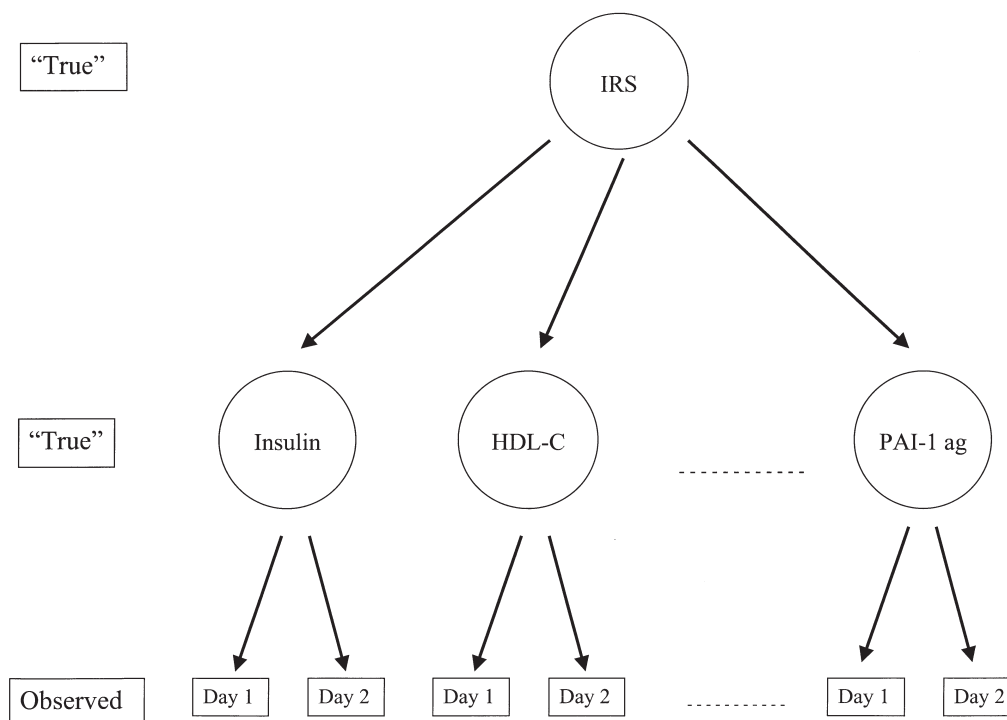 “True”
IRS
“True”
Insulin
HDL-C
PAI-1 ag
Observed
Day 1
Day 2
Day 1
Day 2
Day 1
Day 2